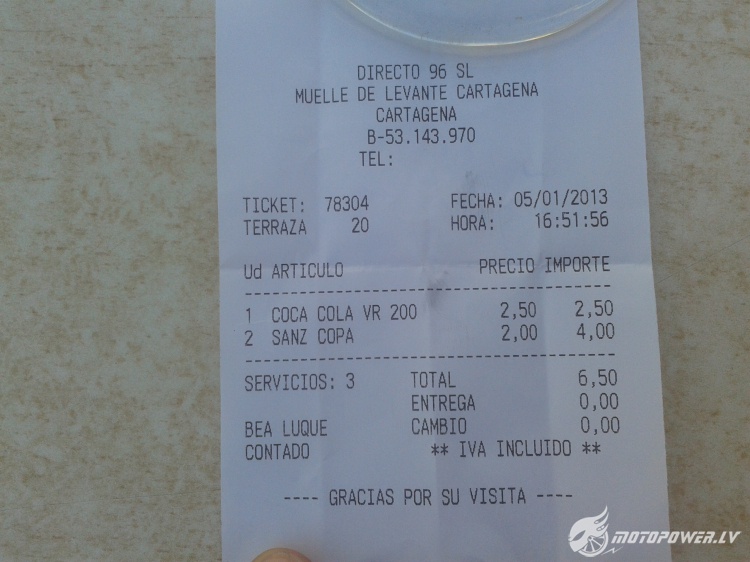 DIRECTO 96 SL
MUELLE DE LEVANTE CARTAGENA
CARTAGENA
B-53.143.970
TEL:
TICKET: 78304 FECHA: 05/01/2013
TERRAZA 20 HORA: 16:51:56
Ud ARTICULO PRECIO IMPORTE
1 COCA COLA VR 200 2,50 2,50
2 SANZ COPA 2,00 4,00
SERVICIOS: 3 TOTAL 6,50
ENTREGA 0,00
BEA LUQUE CAMBIO 0,00
CONTADO ** IVA INCLUIDO **
---- GRACIAS POR SU VISITA ----
MOTOPOWER.LV